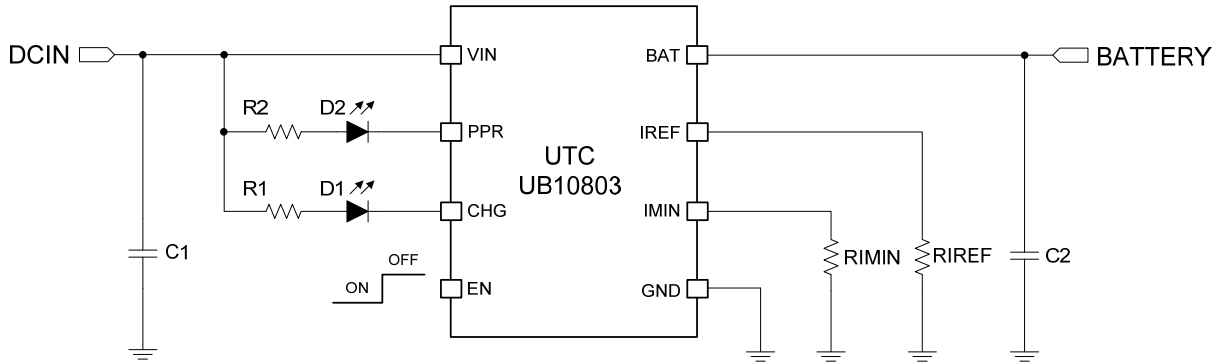 DCIN
VIN
BAT
BATTERY
R2
D2
PPR
IREF
UTC
UB10803
R1
D1
CHG
IMIN
C1
RIMIN
RIREF
C2
OFF
ON
EN
GND